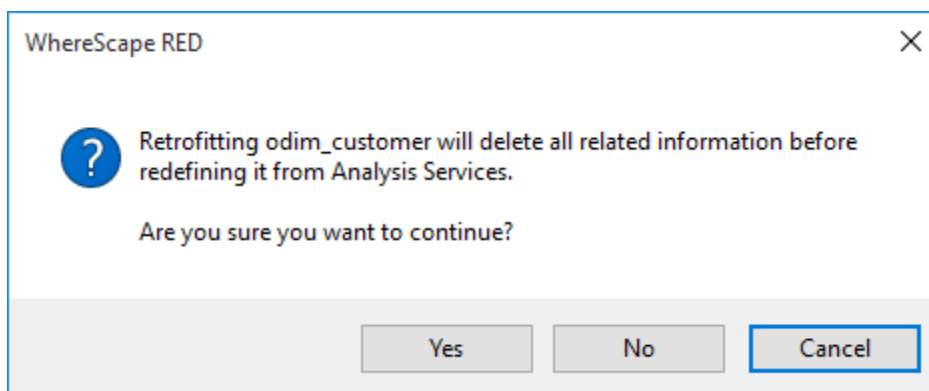 WhereScape RED
Retrofitting odim_customer will delete all related information before
redefining it from Analysis Services.
Are you sure you want to continue?
Yes
No
Cancel